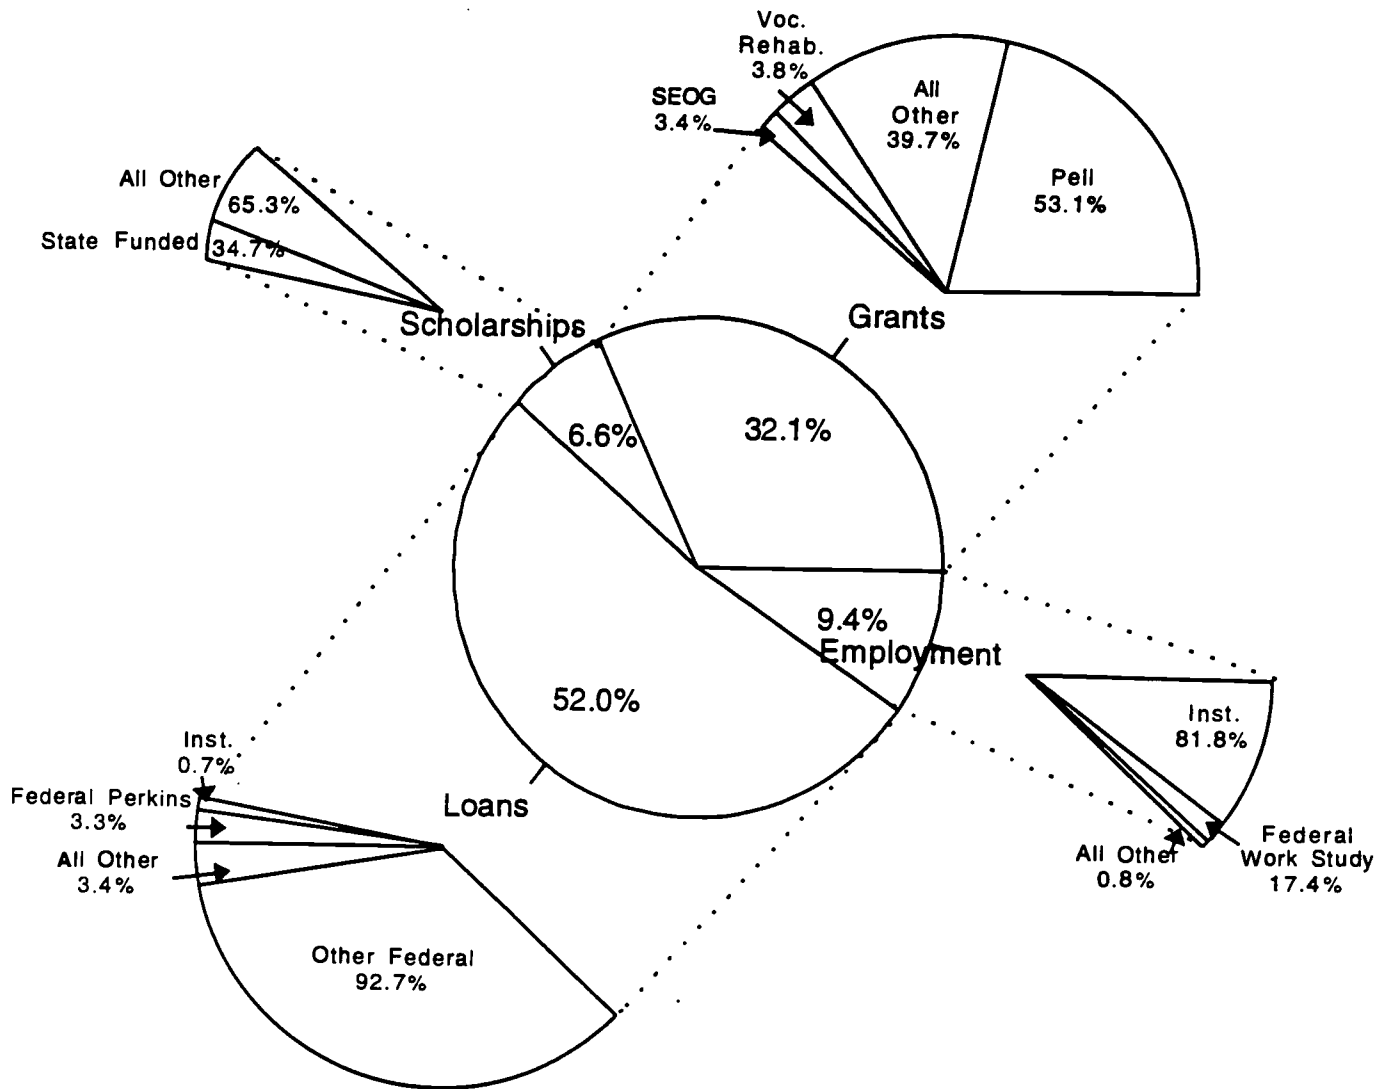 Voc.
Rehab.
3.8%
SEOG
3.4%
All
Other
39.7%
Pell
53.1%
All Other
65.3%
State Funded
34.7%
Scholarships
Grants
6.6%
32.1%
9.4%
Employment
52.0%
Loans
Inst.
81.8%
Federal
Work Study
17.4%
All Other
0.8%
Inst.
0.7%
Federal Perkins
3.3%
All Other
3.4%
Other Federal
92.7%